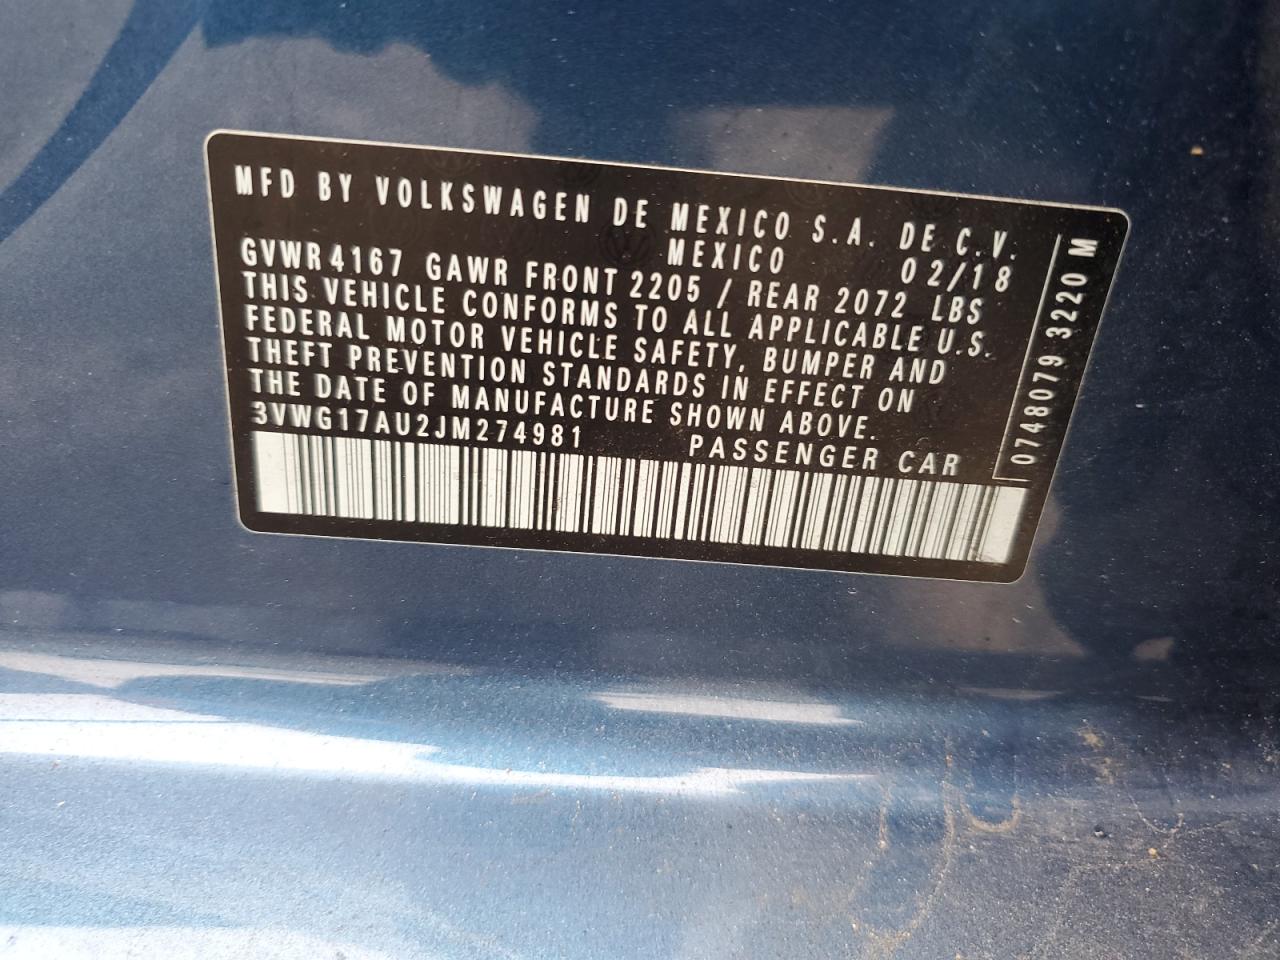 MFD BY VOLKSWAGEN DE MEXICO S.A. DE C.V.
MEXICO 02/18
GVWR 4167 GAWR FRONT 2205 / REAR 2072 LBS
THIS VEHICLE CONFORMS TO ALL APPLICABLE U.S.
FEDERAL MOTOR VEHICLE SAFETY, BUMPER AND
THEFT PREVENTION STANDARDS IN EFFECT ON
THE DATE OF MANUFACTURE SHOWN ABOVE.
3VWG17AU2JM274981 PASSENGER CAR
0748079 3220 M